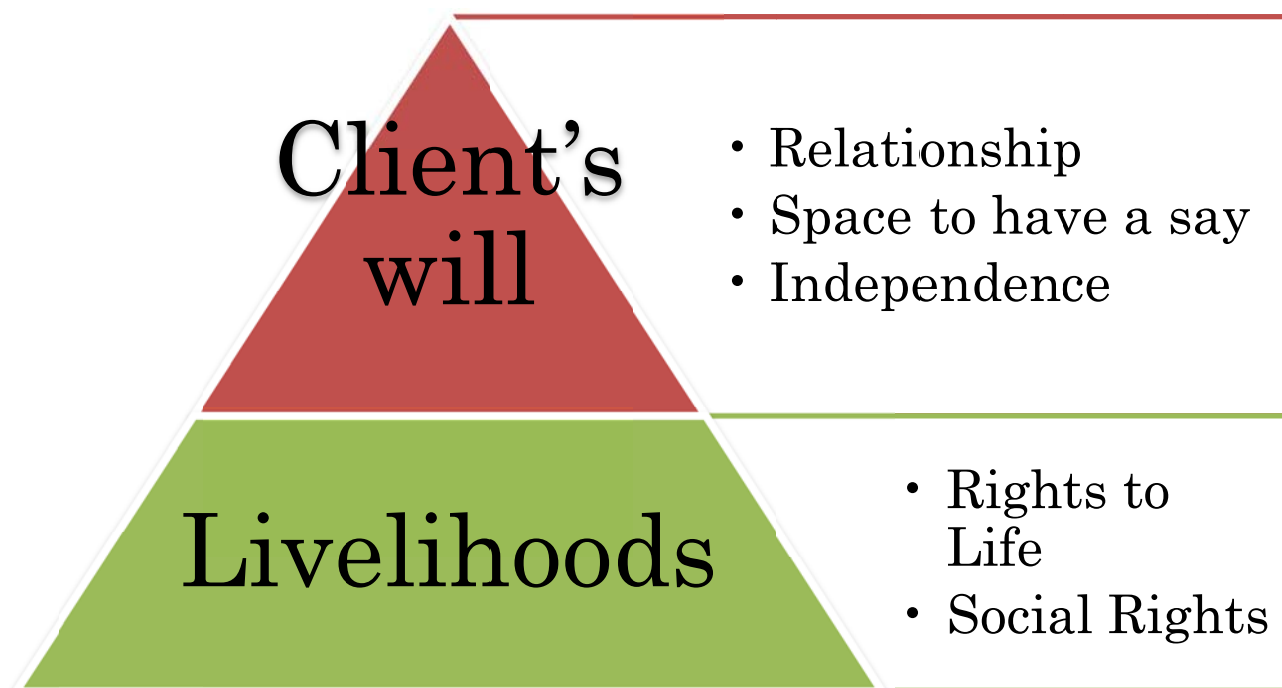 Client’s
will
• Relationship
• Space to have a say
• Independence
Livelihoods
• Rights to
Life
• Social Rights